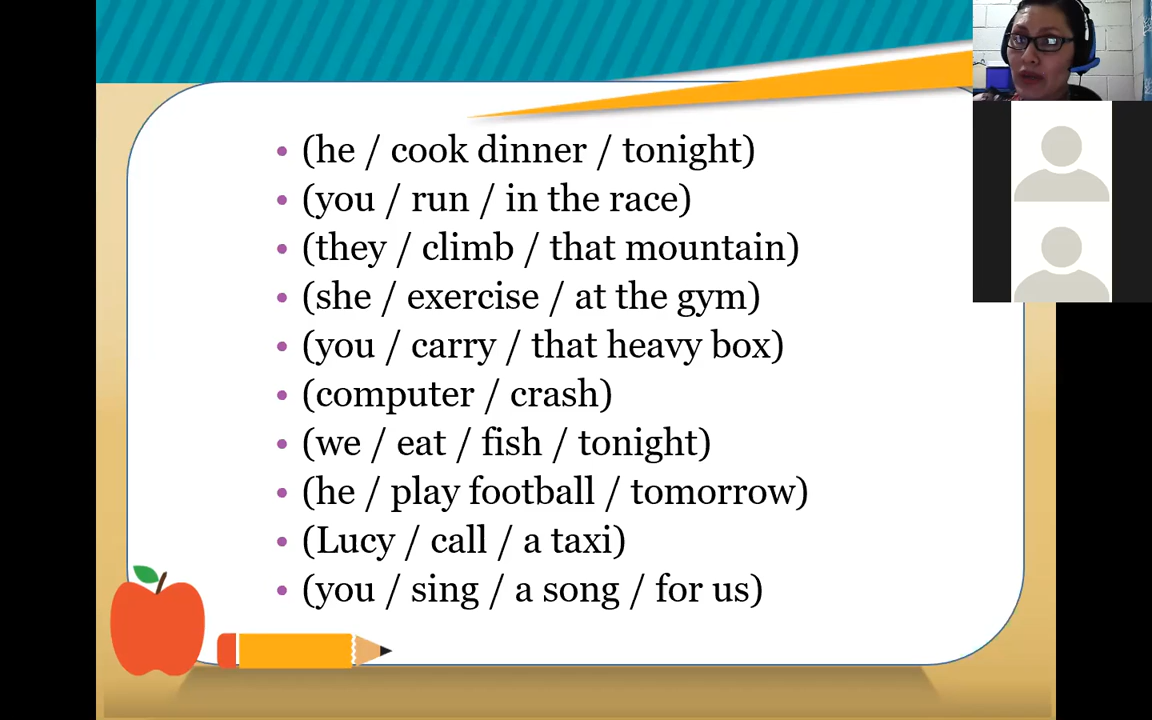 • (he / cook dinner / tonight)
• (you / run / in the race)
• (they / climb / that mountain)
• (she / exercise / at the gym)
• (you / carry / that heavy box)
• (computer / crash)
• (we / eat / fish / tonight)
• (he / play football / tomorrow)
• (Lucy / call / a taxi)
• (you / sing / a song / for us)